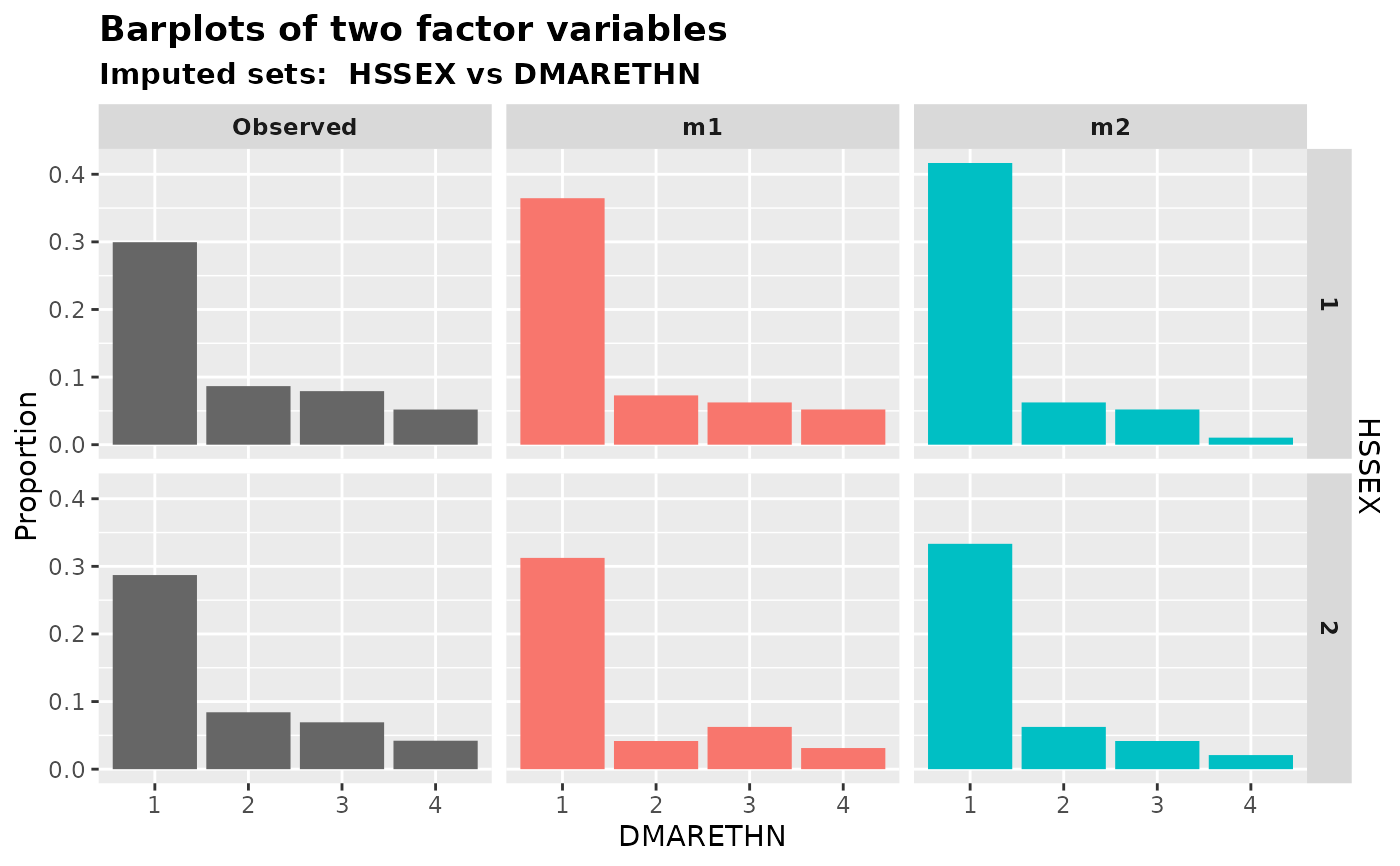 Barplots of two factor variables
Imputed sets:  HSSEX vs DMARETHN
Observed m1 m2
0.4
0.3
0.2
0.1
0.0
1
Proportion
HSSEX
0.4
0.3
0.2
0.1
0.0
2
1 2 3 4 1 2 3 4 1 2 3 4
DMARETHN